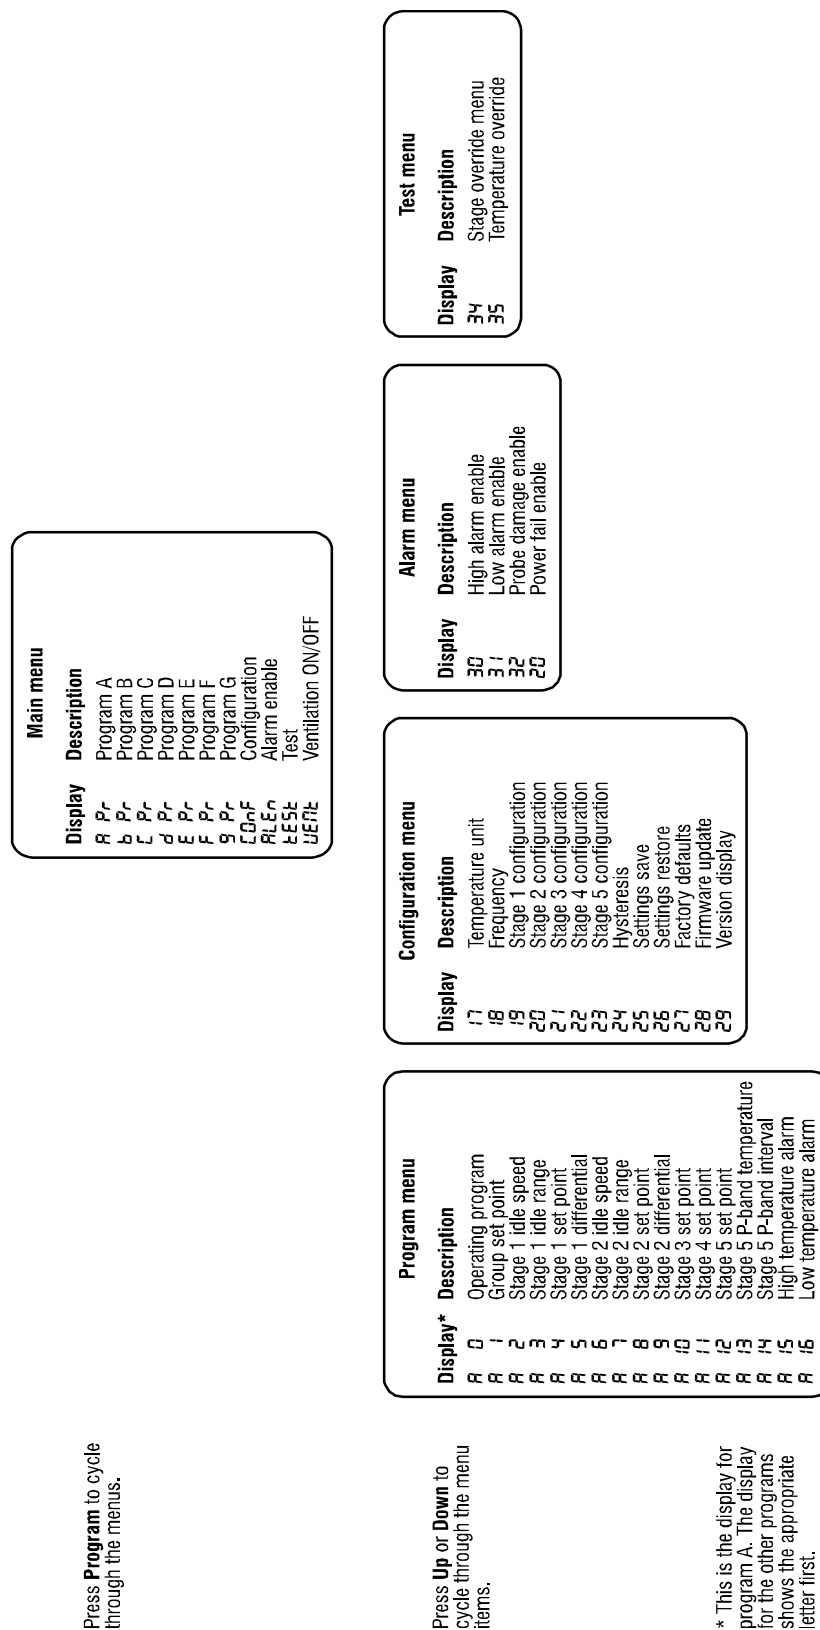 Press Program to cycle
through the menus.
Main menu
Display Description
A Pr Program A
b Pr Program B
C Pr Program C
d Pr Program D
E Pr Program E
F Pr Program F
g Pr Program G
COnF Configuration
ALEn Alarm enable
tESt Test
VENt Ventilation ON/OFF
Press Up or Down to
cycle through the menu
items.
Program menu
Display* Description
A 0 Operating program
A 1 Group set point
A 2 Stage 1 idle speed
A 3 Stage 1 idle range
A 4 Stage 1 set point
A 5 Stage 1 differential
A 6 Stage 2 idle speed
A 7 Stage 2 idle range
A 8 Stage 2 set point
A 9 Stage 2 differential
A 10 Stage 3 set point
A 11 Stage 4 set point
A 12 Stage 5 set point
A 13 Stage 5 P-band temperature
A 14 Stage 5 P-band interval
A 15 High temperature alarm
A 16 Low temperature alarm
Configuration menu
Display Description
17 Temperature unit
18 Frequency
19 Stage 1 configuration
20 Stage 2 configuration
21 Stage 3 configuration
22 Stage 4 configuration
23 Stage 5 configuration
24 Hysteresis
25 Settings save
26 Settings restore
27 Factory defaults
28 Firmware update
29 Version display
Alarm menu
Display Description
30 High alarm enable
31 Low alarm enable
32 Probe damage enable
20 Power fail enable
Test menu
Display Description
34 Stage override menu
35 Temperature override
* This is the display for
program A. The display
for the other programs
shows the appropriate
letter first.